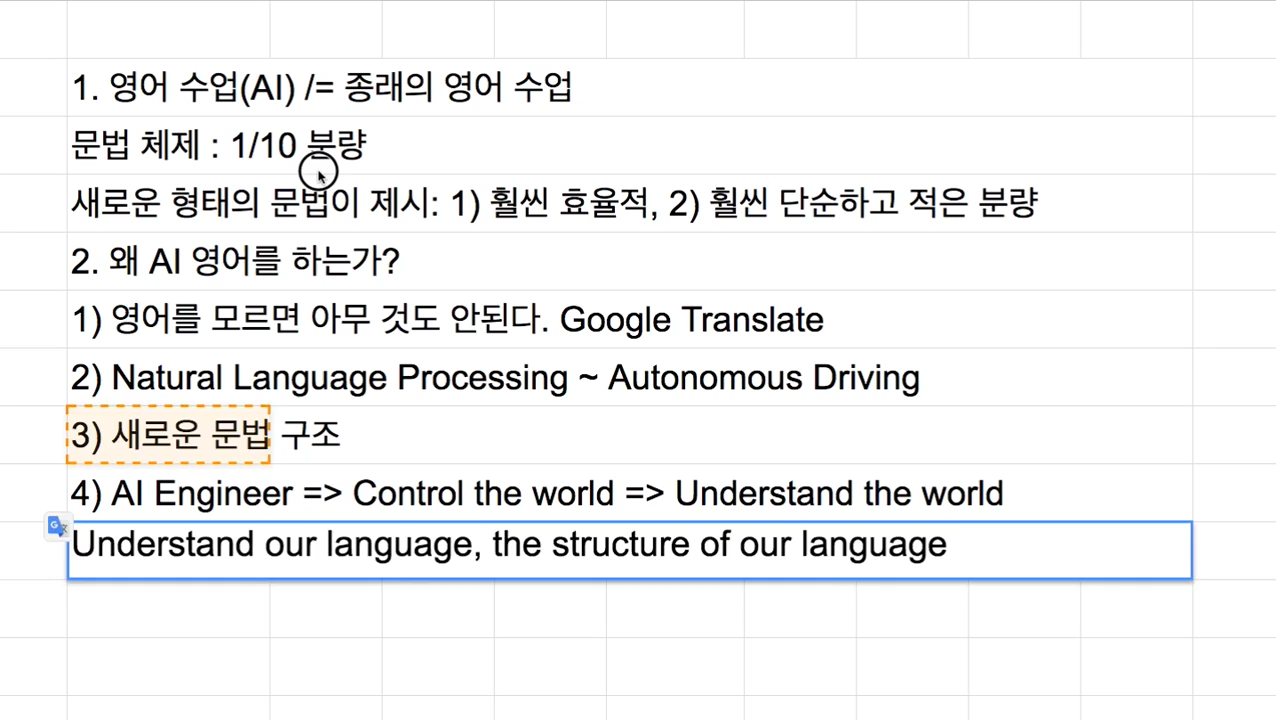 1. 영어 수업(AI) /= 종래의 영어 수업
문법 체제 : 1/10 분량
새로운 형태의 문법이 제시: 1) 훨씬 효율적, 2) 훨씬 단순하고 적은 분량
2. 왜 AI 영어를 하는가?
1) 영어를 모르면 아무 것도 안된다. Google Translate
2) Natural Language Processing ~ Autonomous Driving
3) 새로운 문법 구조
4) AI Engineer => Control the world => Understand the world
Understand our language, the structure of our language